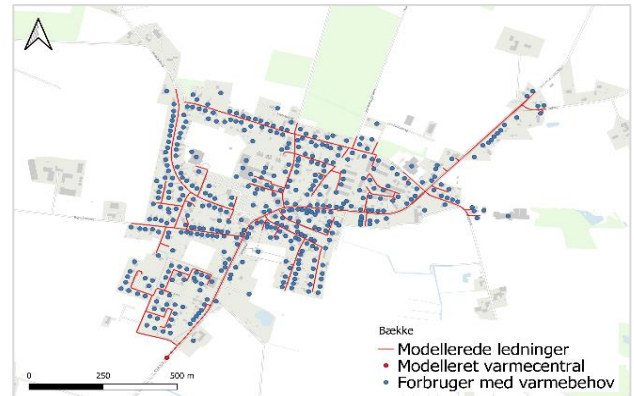 Bække
Modellerede ledninger
Modelleret varmecentral
Forbruger med varmebehov
0 250 500 m